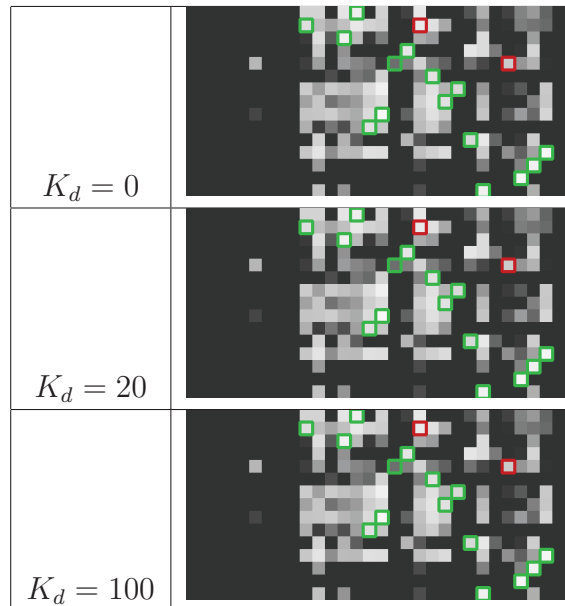 K_d = 0
K_d = 20
K_d = 100